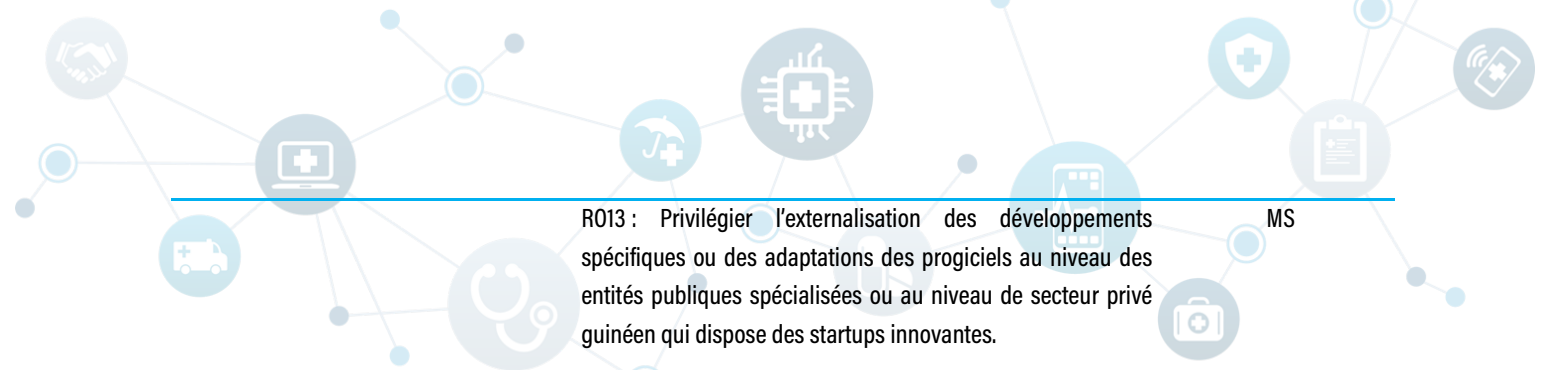 RO13 : Privilégier l'externalisation des développements MS
spécifiques ou des adaptations des progiciels au niveau des
entités publiques spécialisées ou au niveau de secteur privé
guinéen qui dispose des startups innovantes.